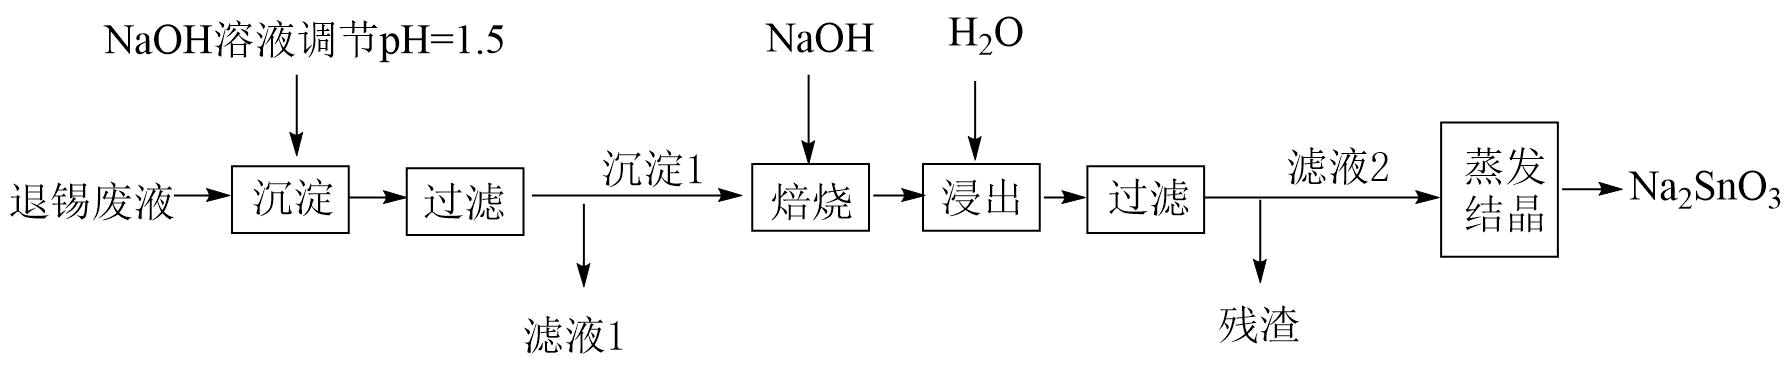 NaOH溶液调节pH=1.5
NaOH
H₂O
退锡废液
沉淀
过滤
沉淀1
焙烧
浸出
过滤
滤液2
蒸发
结晶
Na₂SnO₃
滤液1
残渣